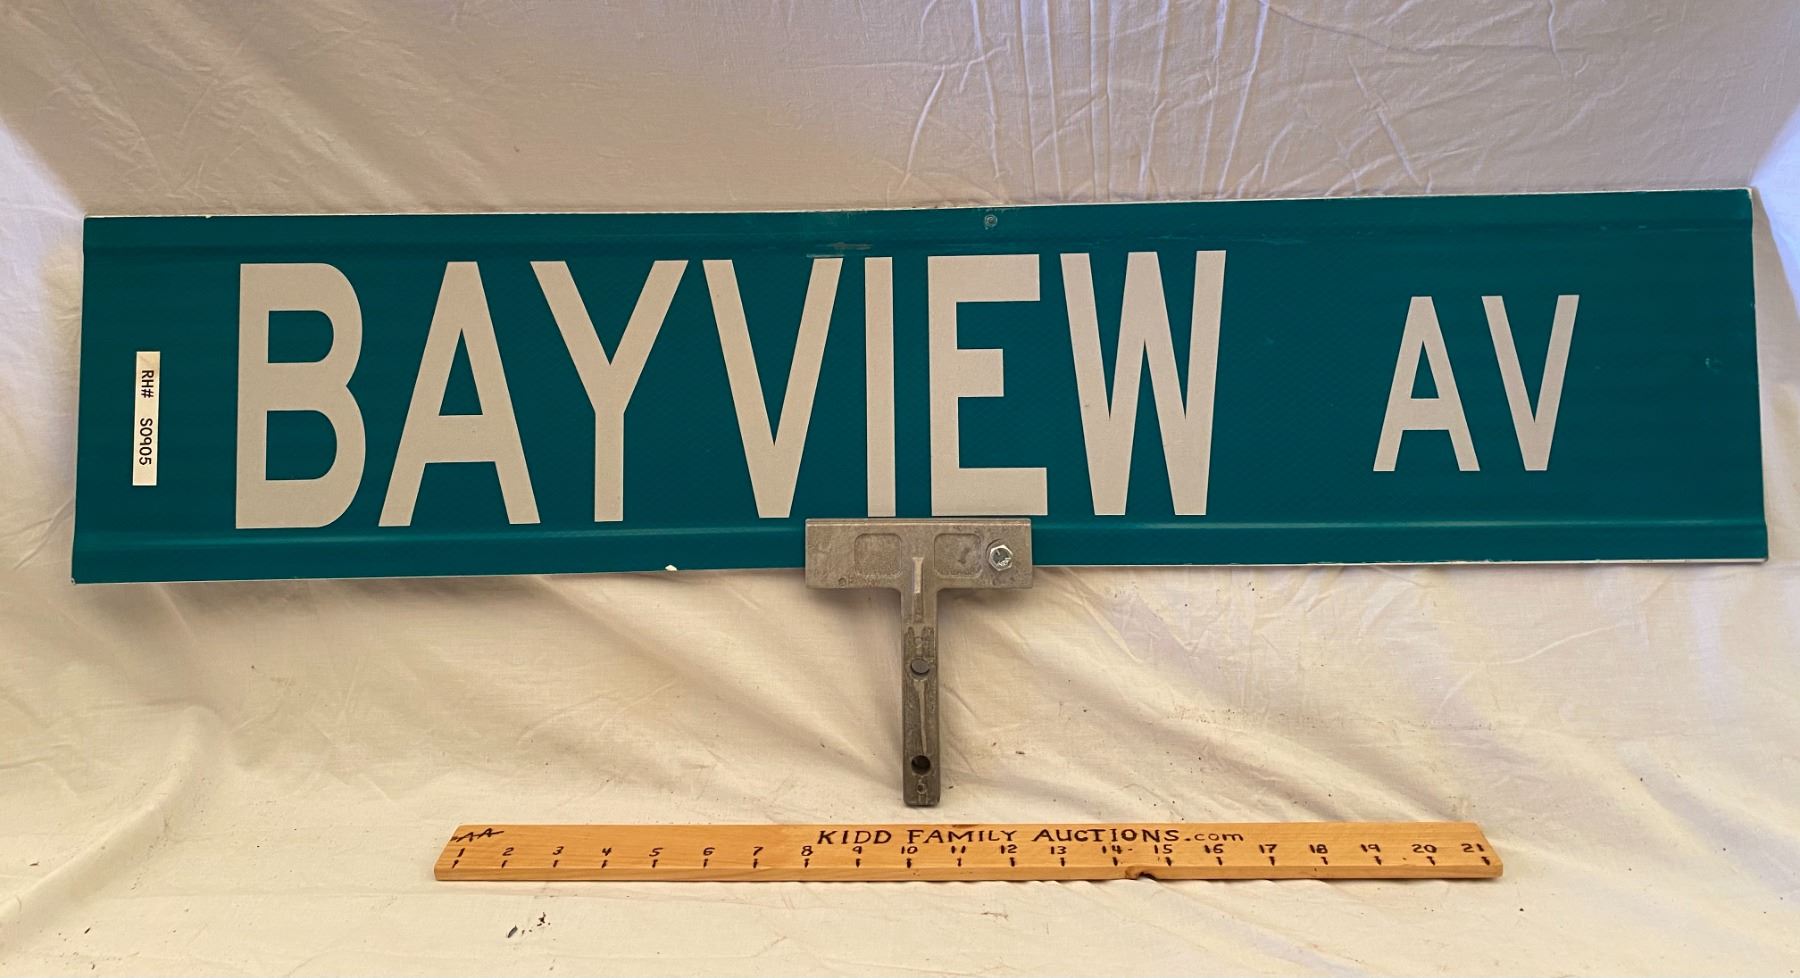 BAYVIEW AV
RH# S0905
KIDD FAMILY AUCTIONS.com
1 2 3 4 5 6 7 8 9 10 11 12 13 14 15 16 17 18 19 20 21